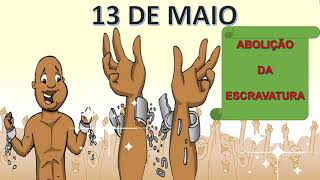 13 DE MAIO
ABOLIÇÃO
DA
ESCRAVATURA